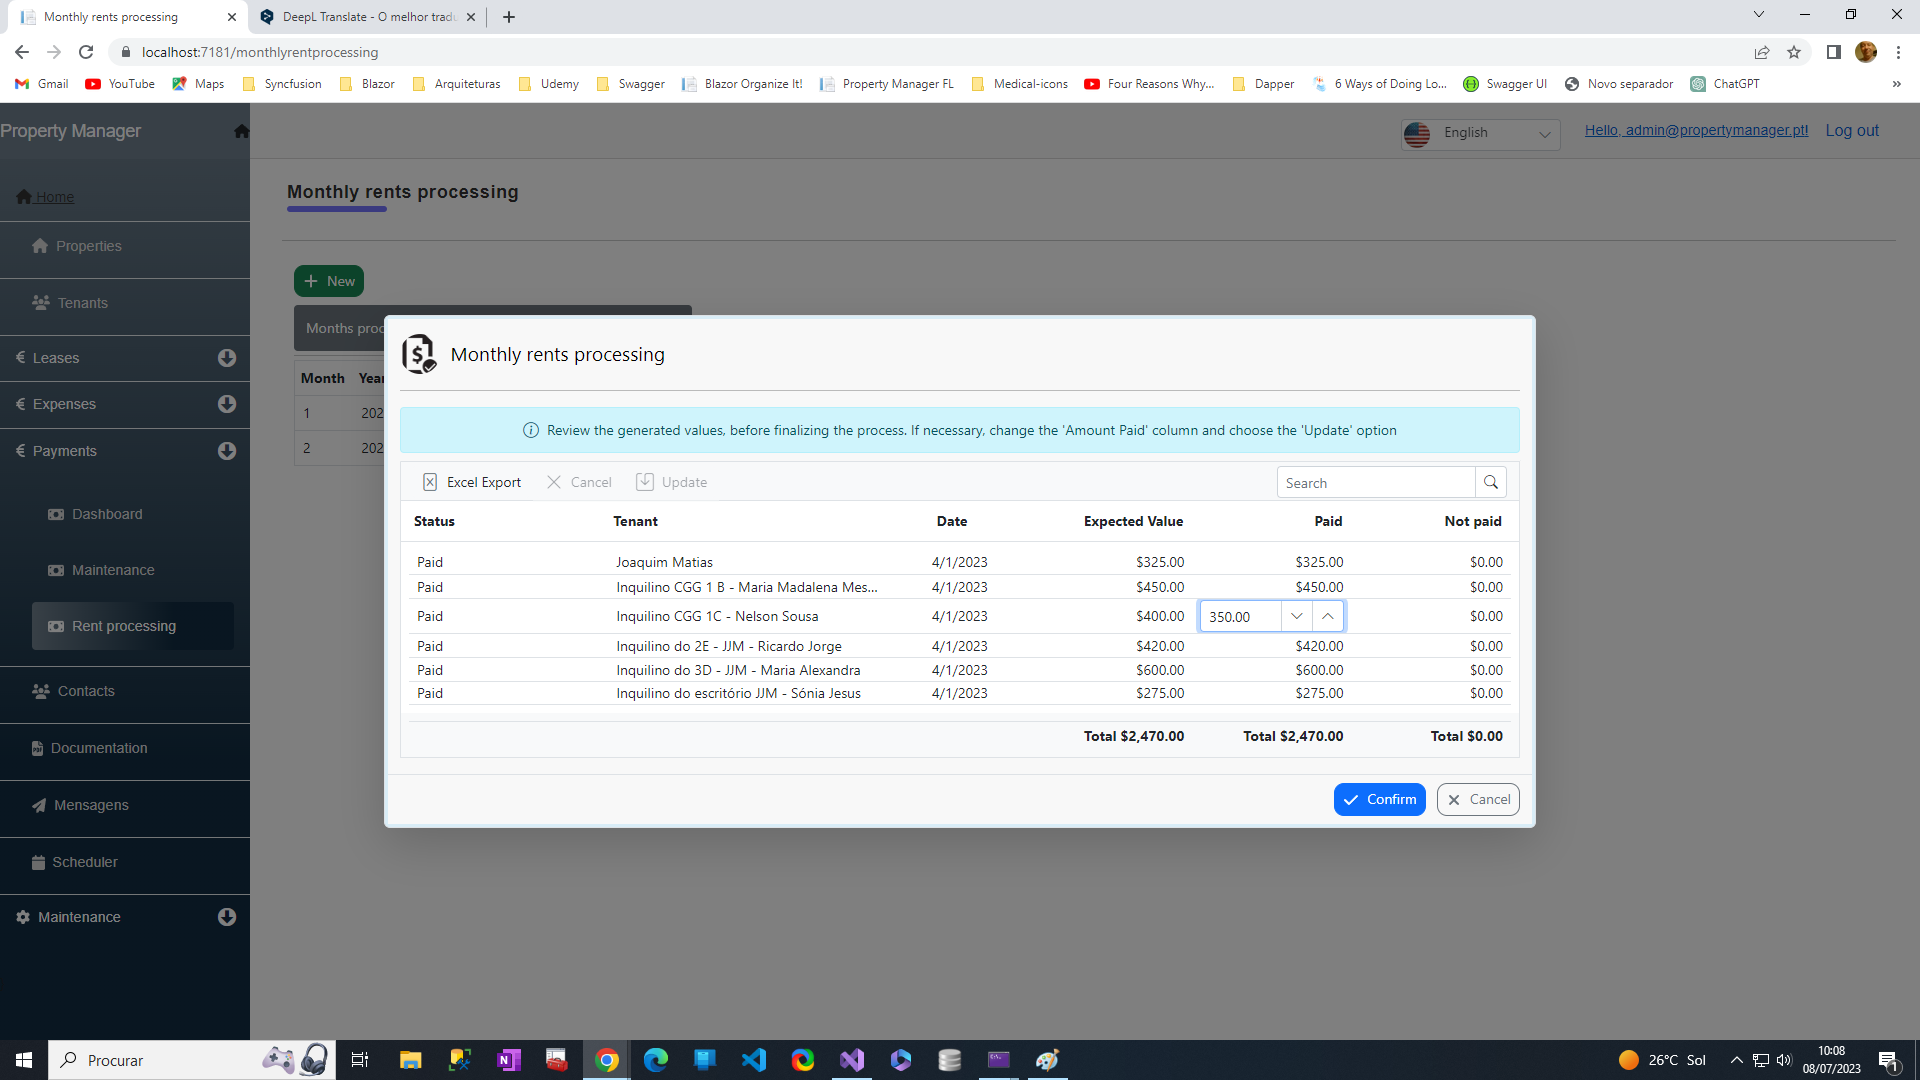 Monthly rents processing
DeepL Translate - O melhor tradu
localhost:7181/monthlyrentprocessing
Gmail YouTube Maps Syncfusion Blazor Arquiteturas Udemy Swagger Blazor Organize It! Property Manager FL Medical-icons Four Reasons Why... Dapper 6 Ways of Doing Lo... Swagger UI Novo separador ChatGPT
Property Manager
English
Hello, admin@propertymanager.pt!
Log out
Home
Properties
Tenants
€ Leases
€ Expenses
€ Payments
Dashboard
Maintenance
Rent processing
Contacts
Documentation
Mensagens
Scheduler
Maintenance
Monthly rents processing
+ New
Months proc
Month Year
1 202
2 202
Monthly rents processing
Review the generated values, before finalizing the process. If necessary, change the 'Amount Paid' column and choose the 'Update' option
Excel Export Cancel Update Search
Status Tenant Date Expected Value Paid Not paid
Paid Joaquim Matias 4/1/2023 $325.00 $325.00 $0.00
Paid Inquilino CGG 1 B - Maria Madalena Mes... 4/1/2023 $450.00 $450.00 $0.00
Paid Inquilino CGG 1C - Nelson Sousa 4/1/2023 $400.00 350.00 $0.00
Paid Inquilino do 2E - JJM - Ricardo Jorge 4/1/2023 $420.00 $420.00 $0.00
Paid Inquilino do 3D - JJM - Maria Alexandra 4/1/2023 $600.00 $600.00 $0.00
Paid Inquilino do escritório JJM - Sónia Jesus 4/1/2023 $275.00 $275.00 $0.00
Total $2,470.00 Total $2,470.00 Total $0.00
Confirm Cancel
Procurar
26°C Sol
10:08
08/07/2023
1